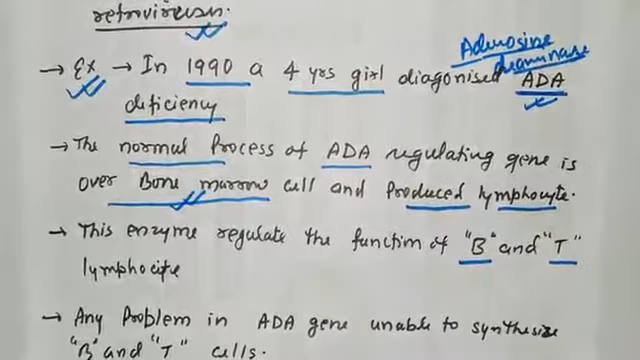 retrovirus.
→ Ex → In 1990 a 4 yrs girl diagonised ADA
Adenosine
deaminase
dificiency
→ The normal Process of ADA regulating gene is
over Bone marrow cell and Produced lymphocyte.
→ This enzyme regulate the function of "B" and "T"
lymphocite
→ Any Problem in ADA gene unable to synthesize
"B" and "T" cells.